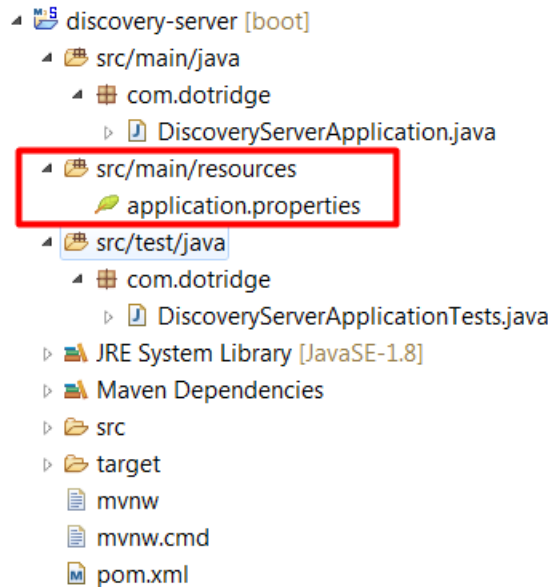 discovery-server [boot]
src/main/java
com.dotridge
DiscoveryServerApplication.java
src/main/resources
application.properties
src/test/java
com.dotridge
DiscoveryServerApplicationTests.java
JRE System Library [JavaSE-1.8]
Maven Dependencies
src
target
mvnw
mvnw.cmd
pom.xml